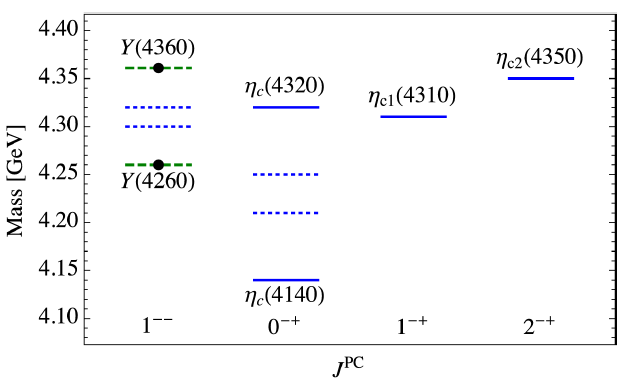 Mass [GeV]
4.40
4.35
4.30
4.25
4.20
4.15
4.10
Y(4360)
Y(4260)
η_c(4320)
η_c(4140)
η_c1(4310)
η_c2(4350)
1⁻⁻
0⁻⁺
1⁻⁺
2⁻⁺
J^PC